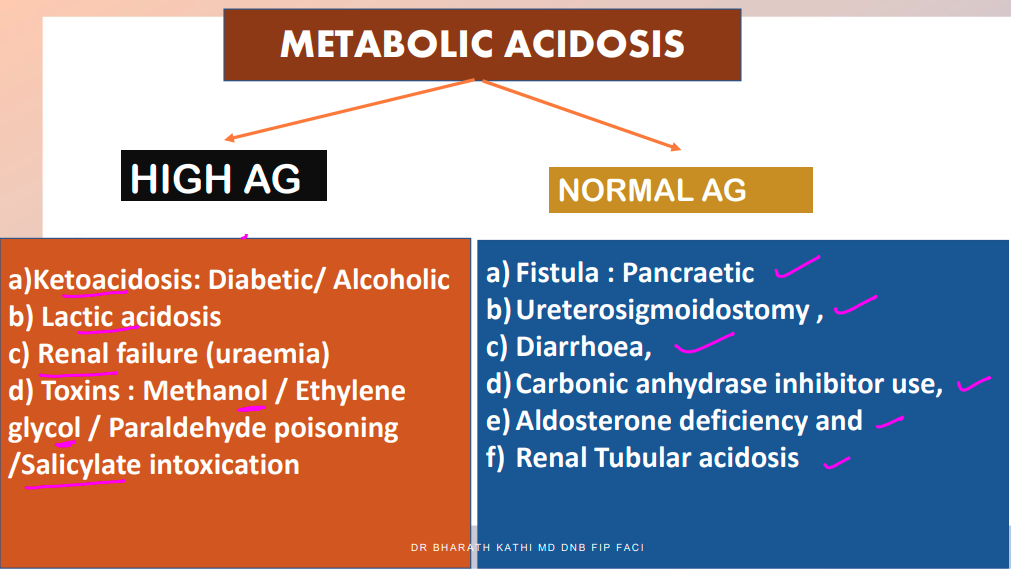 METABOLIC ACIDOSIS
HIGH AG
NORMAL AG
a)Ketoacidosis: Diabetic/ Alcoholic
b) Lactic acidosis
c) Renal failure (uraemia)
d) Toxins : Methanol / Ethylene
glycol / Paraldehyde poisoning
/Salicylate intoxication
a) Fistula : Pancraetic
b) Ureterosigmoidostomy ,
c) Diarrhoea,
d) Carbonic anhydrase inhibitor use,
e) Aldosterone deficiency and
f) Renal Tubular acidosis
DR BHARATH KATHI MD DNB FIP FACI